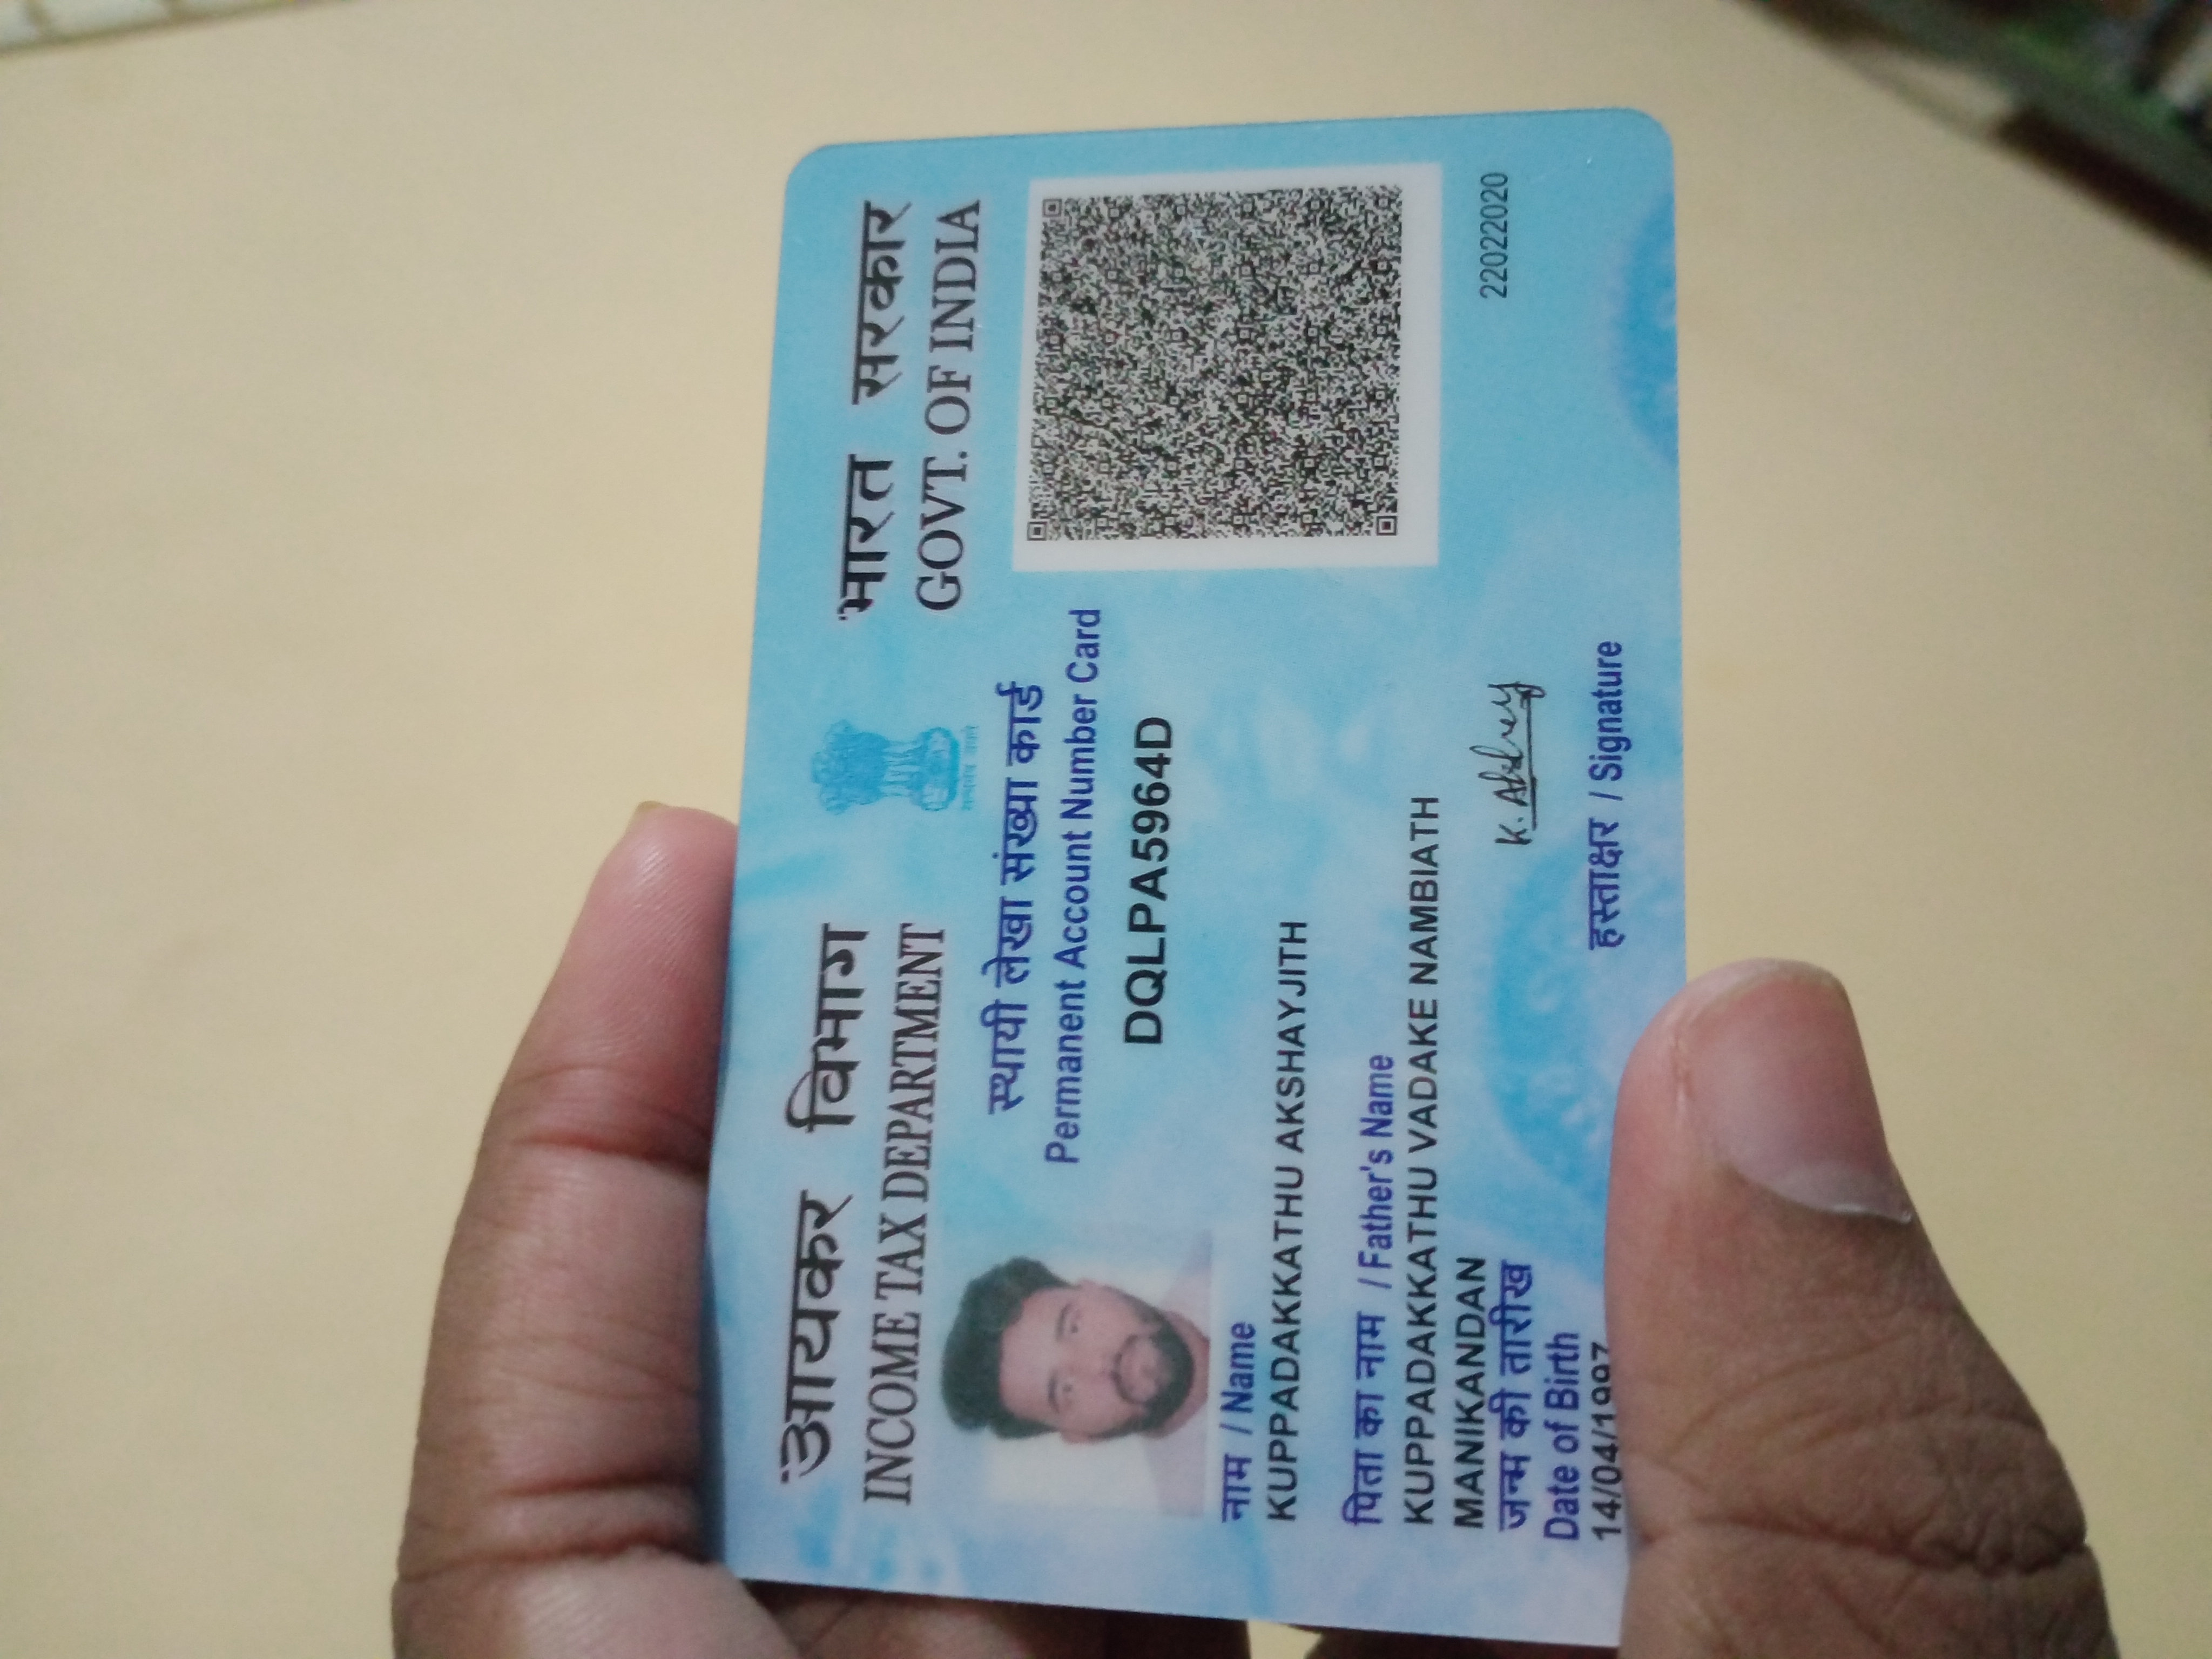 आयकर विभाग
INCOME TAX DEPARTMENT
भारत सरकार
GOVT. OF INDIA
स्थायी लेखा संख्या कार्ड
Permanent Account Number Card
DQLPA5964D
नाम / Name
KUPPADAKKATHU AKSHAYJITH
पिता का नाम / Father's Name
KUPPADAKKATHU VADAKE NAMBIATH
MANIKANDAN
जन्म की तारीख
Date of Birth
14/04/1997
हस्ताक्षर / Signature
22022020